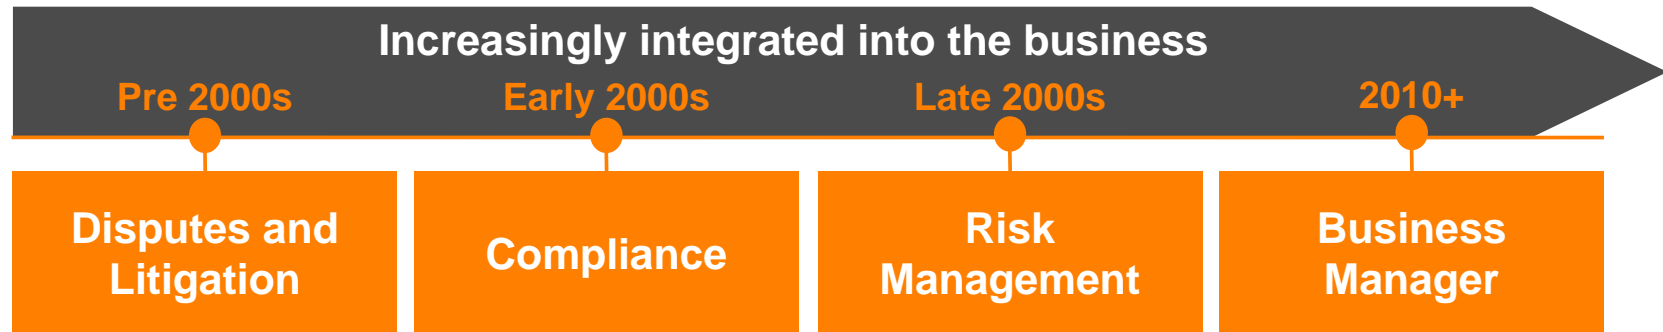 Increasingly integrated into the business
Pre 2000s
Early 2000s
Late 2000s
2010+
Disputes and
Litigation
Compliance
Risk
Management
Business
Manager